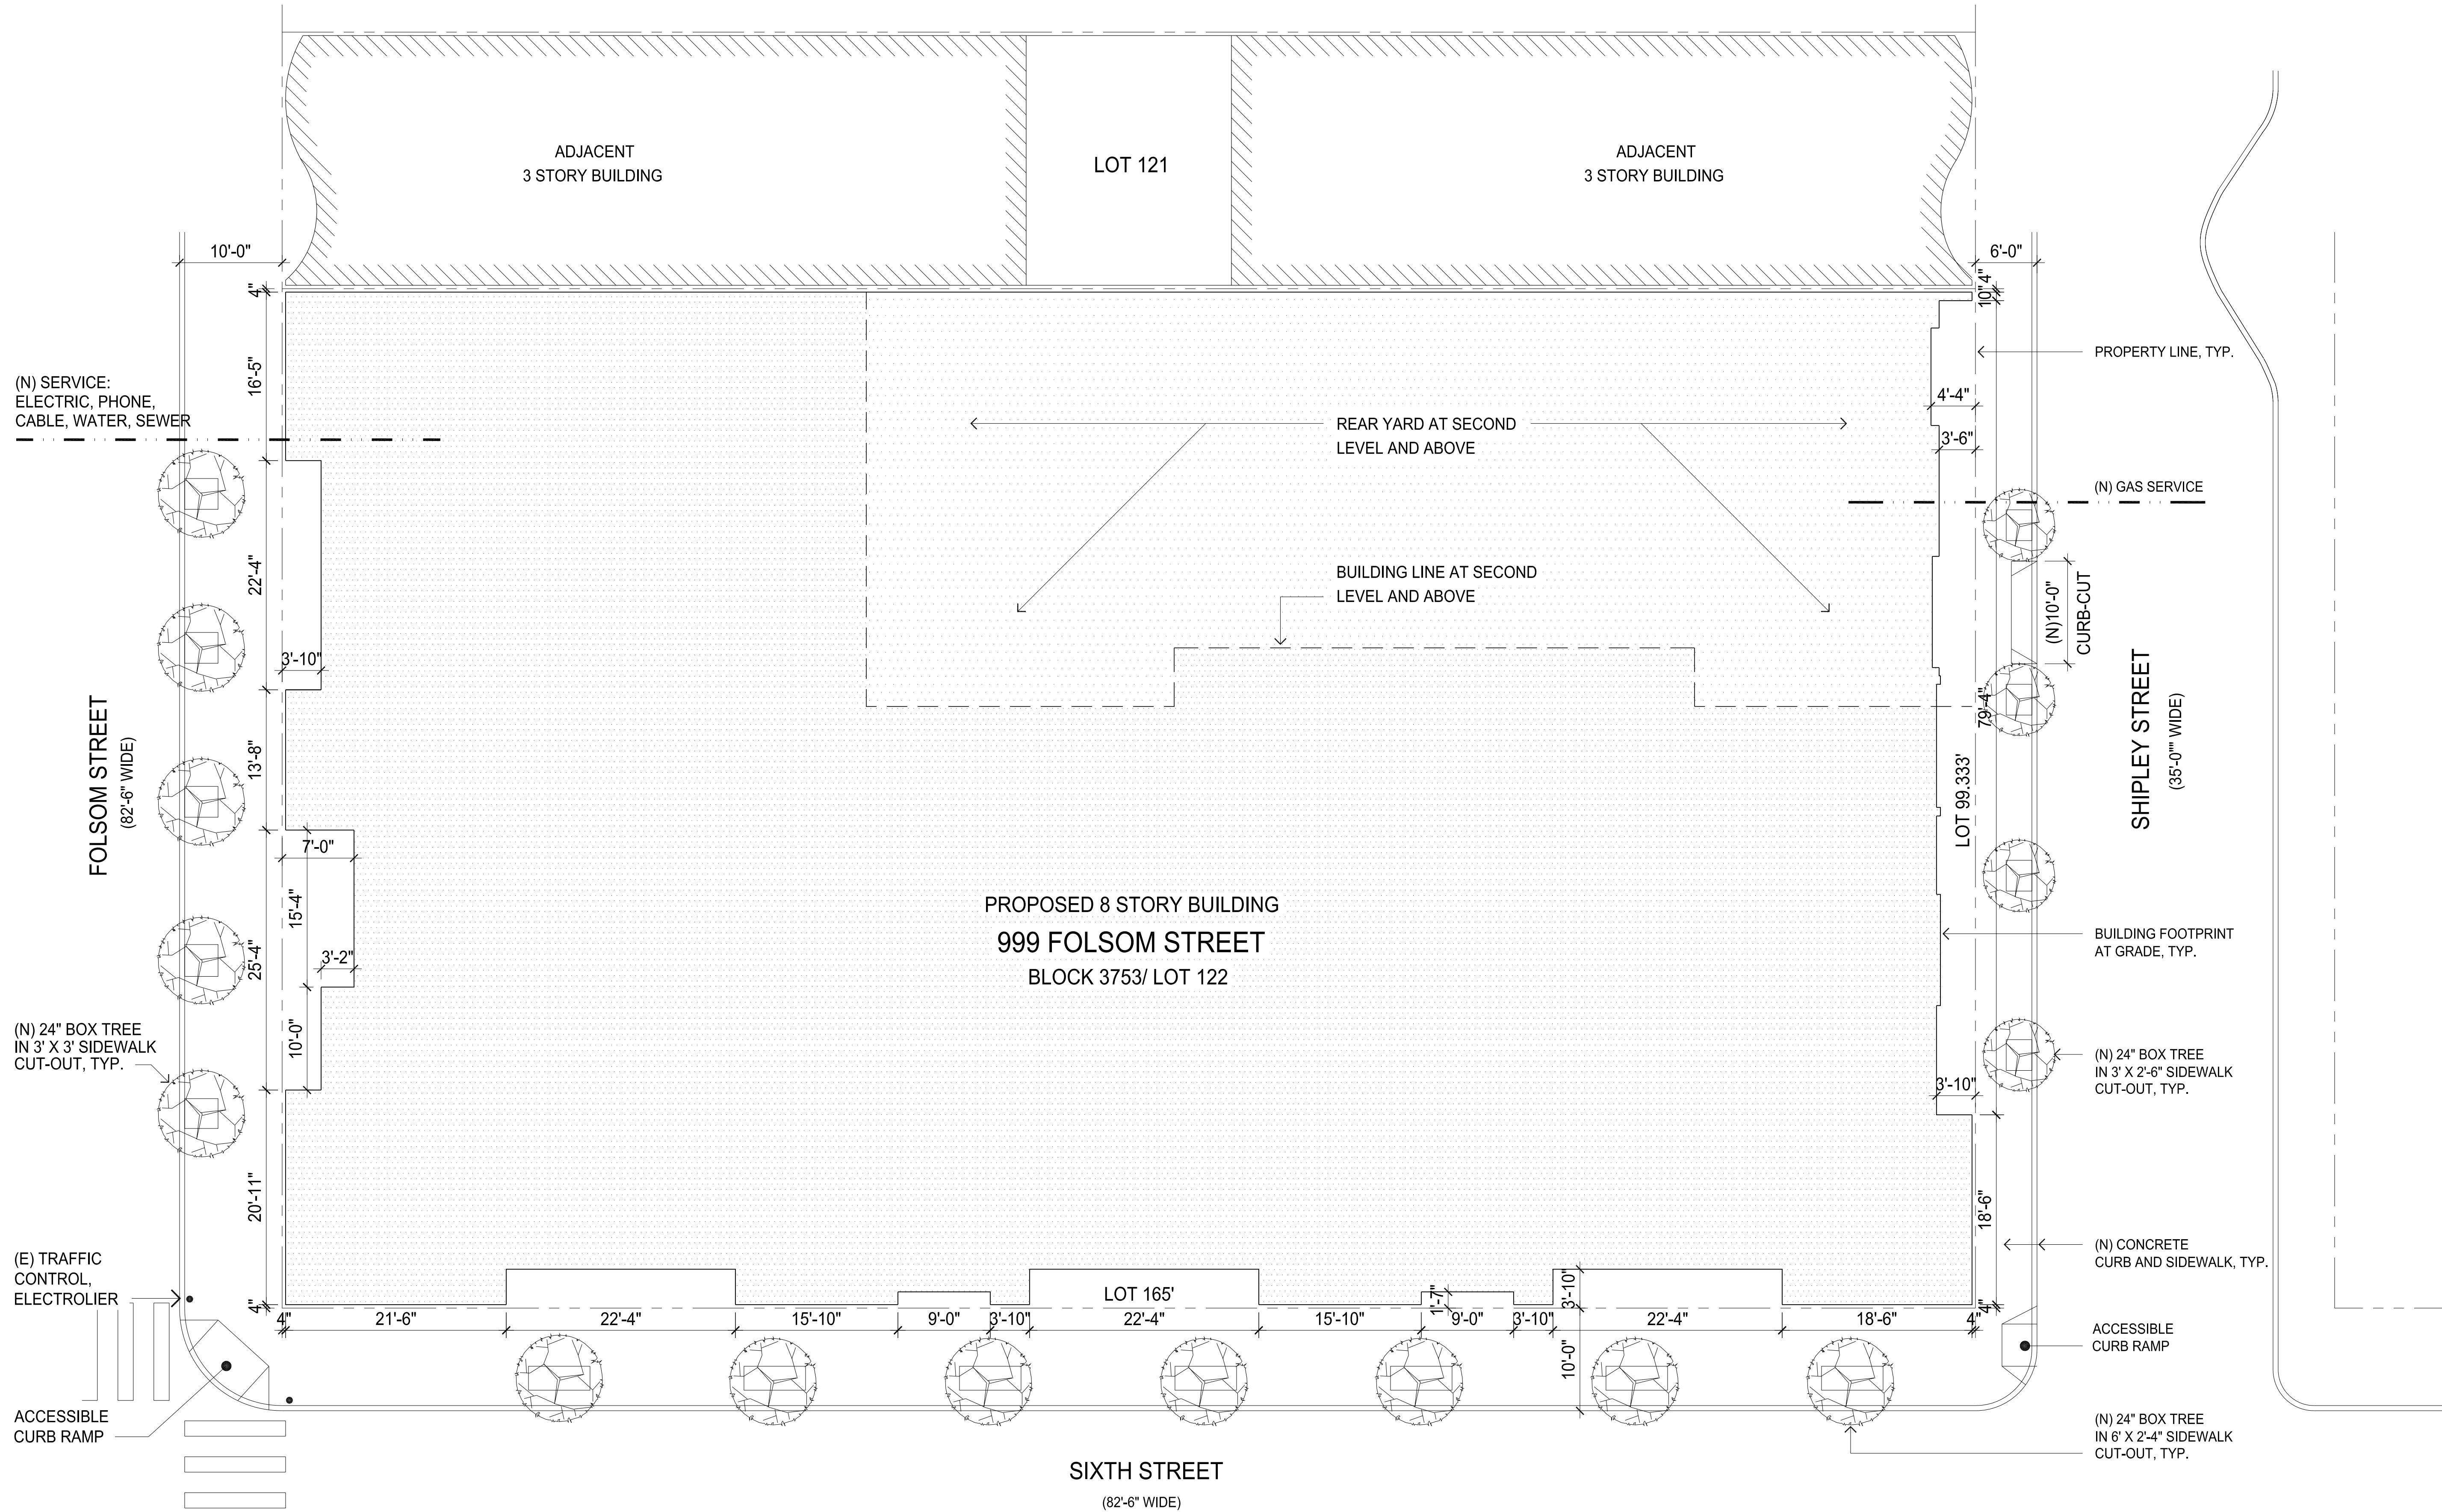 ADJACENT
3 STORY BUILDING
LOT 121
ADJACENT
3 STORY BUILDING
10'-0"
6'-0"
4"
4"
10"
16'-5"
PROPERTY LINE, TYP.
(N) SERVICE:
ELECTRIC, PHONE,
CABLE, WATER, SEWER
4'-4"
REAR YARD AT SECOND
LEVEL AND ABOVE
3'-6"
(N) GAS SERVICE
22'-4"
BUILDING LINE AT SECOND
LEVEL AND ABOVE
(N)10'-0"
CURB-CUT
3'-10"
FOLSOM STREET
(82'-6" WIDE)
SHIPLEY STREET
(35'-0"" WIDE)
79'-4"
13'-8"
LOT 99.333'
7'-0"
15'-4"
PROPOSED 8 STORY BUILDING
999 FOLSOM STREET
BLOCK 3753/ LOT 122
BUILDING FOOTPRINT
AT GRADE, TYP.
25'-4"
3'-2"
10'-0"
(N) 24" BOX TREE
IN 3' X 3' SIDEWALK
CUT-OUT, TYP.
(N) 24" BOX TREE
IN 3' X 2'-6" SIDEWALK
CUT-OUT, TYP.
3'-10"
20'-11"
18'-6"
(E) TRAFFIC
CONTROL,
ELECTROLIER
(N) CONCRETE
CURB AND SIDEWALK, TYP.
LOT 165'
1'-7"
3'-10"
4"
4"
4" 21'-6" 22'-4" 15'-10" 9'-0" 3'-10" 22'-4" 15'-10" 9'-0" 3'-10" 22'-4" 18'-6" 4"
10'-0"
ACCESSIBLE
CURB RAMP
ACCESSIBLE
CURB RAMP
(N) 24" BOX TREE
IN 6' X 2'-4" SIDEWALK
CUT-OUT, TYP.
SIXTH STREET
(82'-6" WIDE)